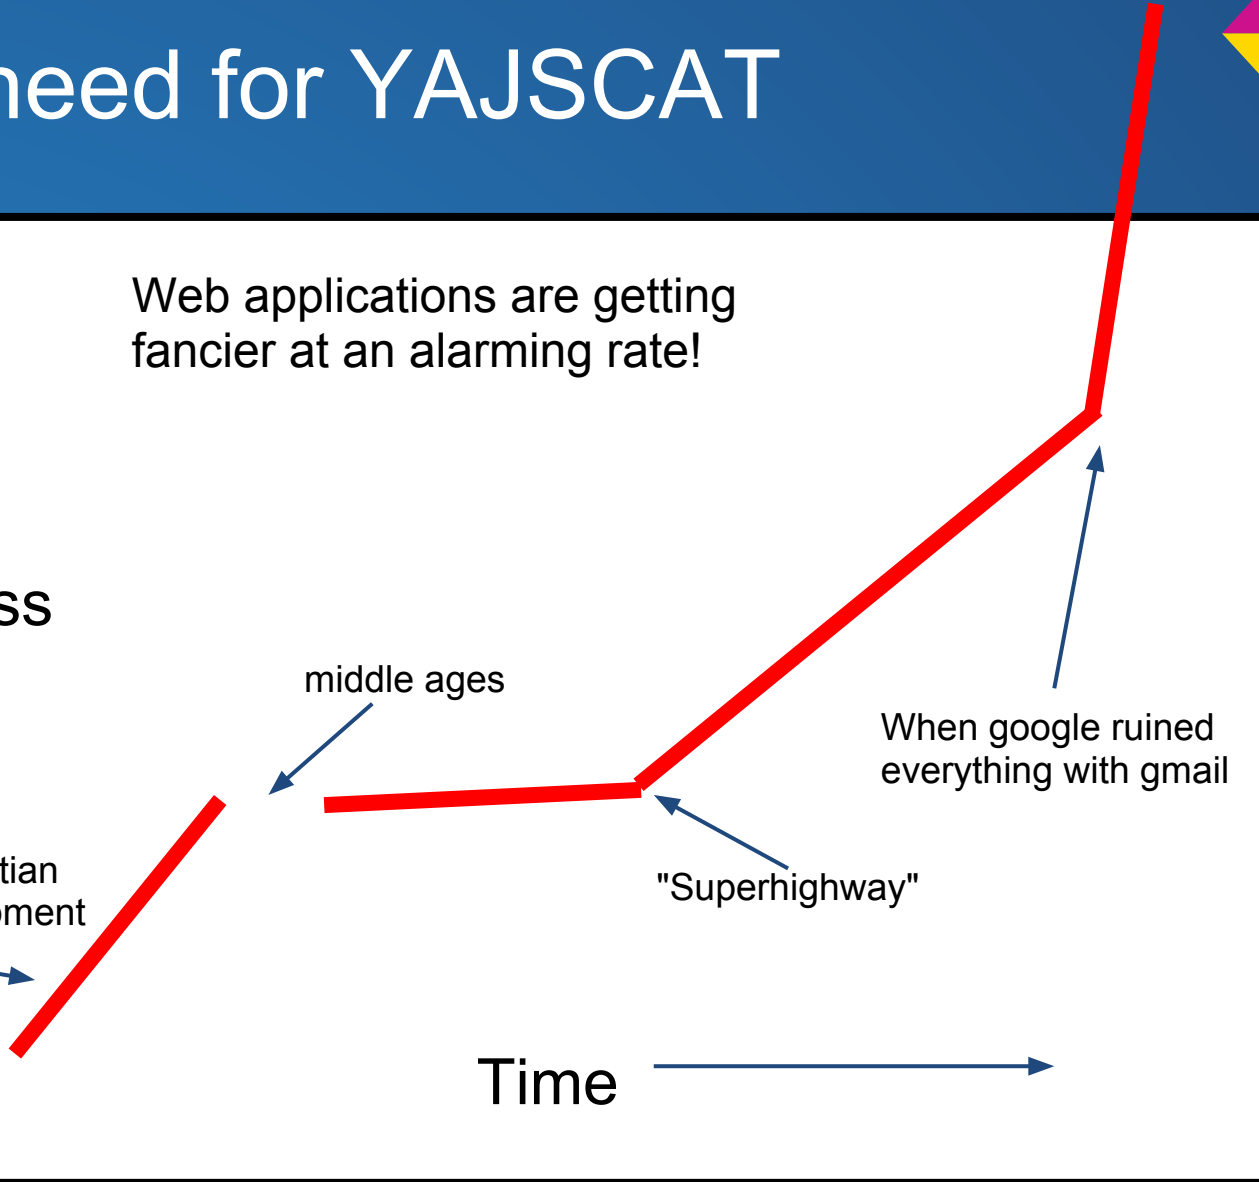 need for YAJSCAT
Web applications are getting
fancier at an alarming rate!
ss
middle ages
When google ruined
everything with gmail
tian
oment
"Superhighway"
Time